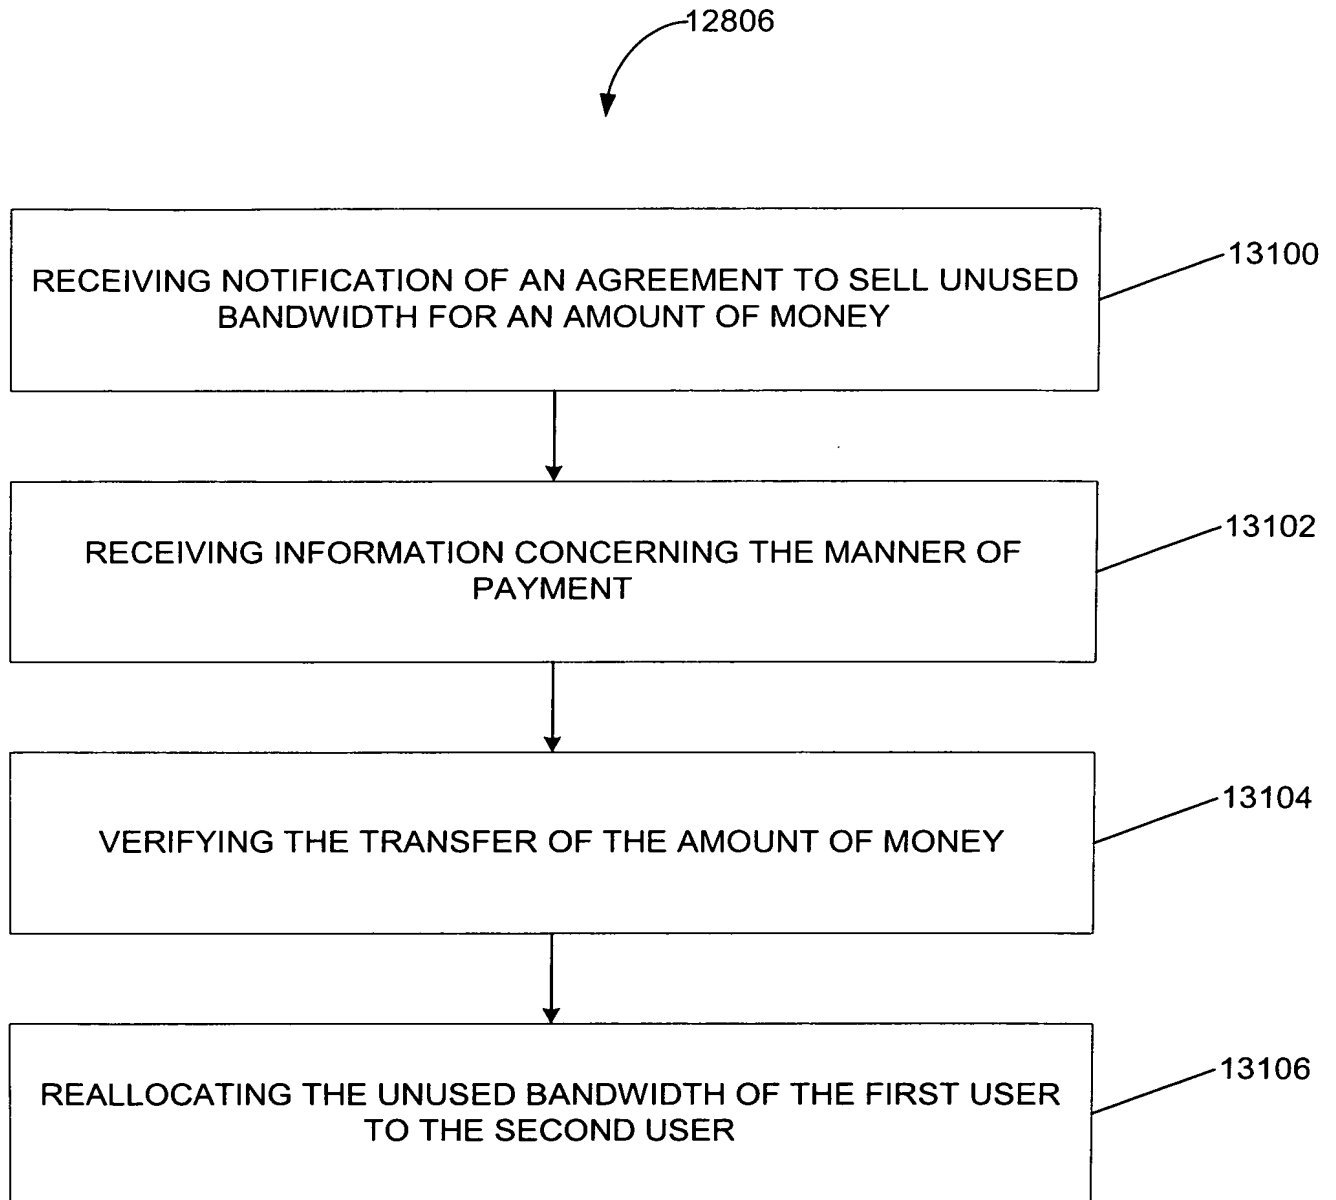 12806
RECEIVING NOTIFICATION OF AN AGREEMENT TO SELL UNUSED
BANDWIDTH FOR AN AMOUNT OF MONEY
13100
RECEIVING INFORMATION CONCERNING THE MANNER OF
PAYMENT
13102
VERIFYING THE TRANSFER OF THE AMOUNT OF MONEY
13104
REALLOCATING THE UNUSED BANDWIDTH OF THE FIRST USER
TO THE SECOND USER
13106